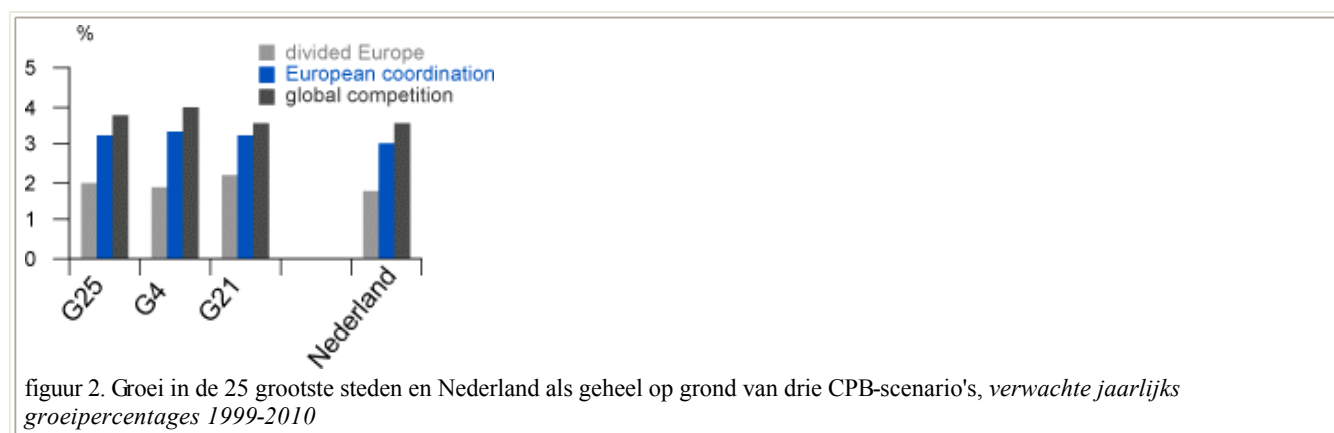 %
divided Europe
European coordination
global competition
5
4
3
2
1
0
G25
G4
G21
Nederland
figuur 2. Groei in de 25 grootste steden en Nederland als geheel op grond van drie CPB-scenario's, verwachte jaarlijks
groeipercentages 1999-2010